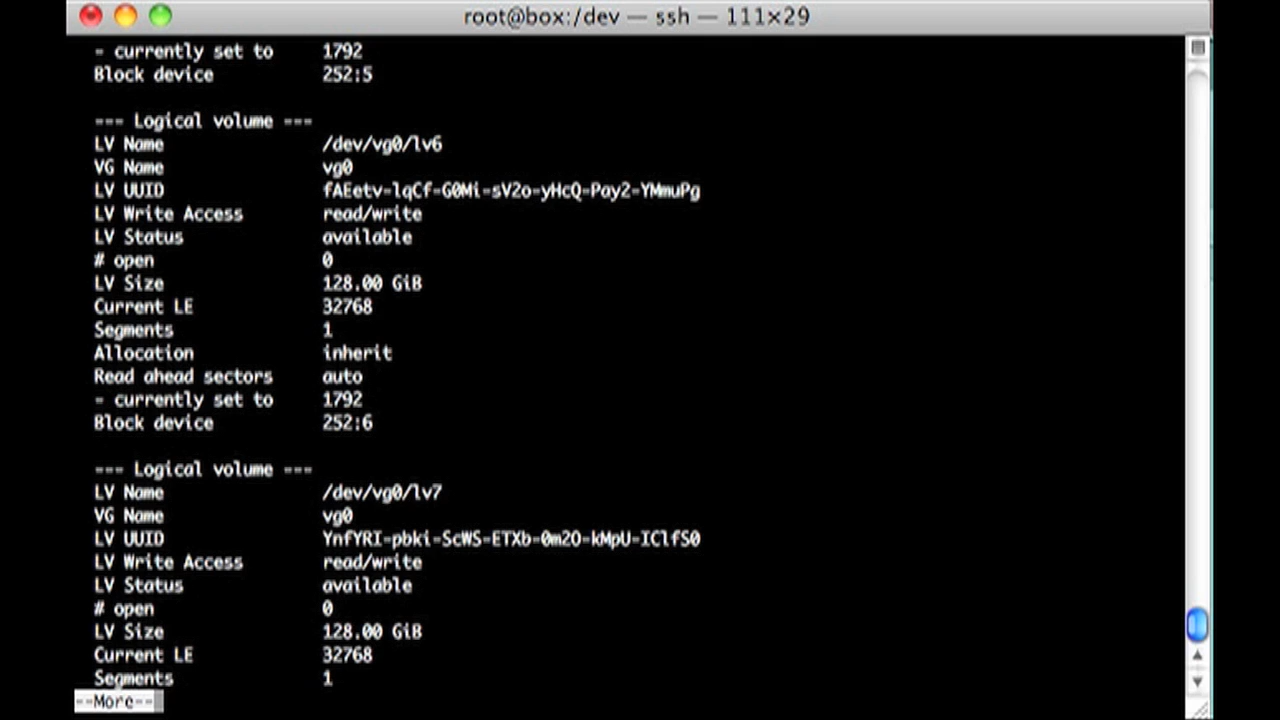 root@box:/dev — ssh — 111×29
- currently set to     1792
Block device           252:5
--- Logical volume ---
LV Name                /dev/vg0/lv6
VG Name                vg0
LV UUID                fAEetv-lqCf-G0Mi-sV2o-yHcQ-Pay2-YMmuPg
LV Write Access        read/write
LV Status              available
# open                 0
LV Size                128.00 GiB
Current LE             32768
Segments               1
Allocation             inherit
Read ahead sectors     auto
- currently set to     1792
Block device           252:6
--- Logical volume ---
LV Name                /dev/vg0/lv7
VG Name                vg0
LV UUID                YnfYRI-pbki-ScWS-ETXb-0m2O-kMpU-IClfS0
LV Write Access        read/write
LV Status              available
# open                 0
LV Size                128.00 GiB
Current LE             32768
Segments               1
--More--